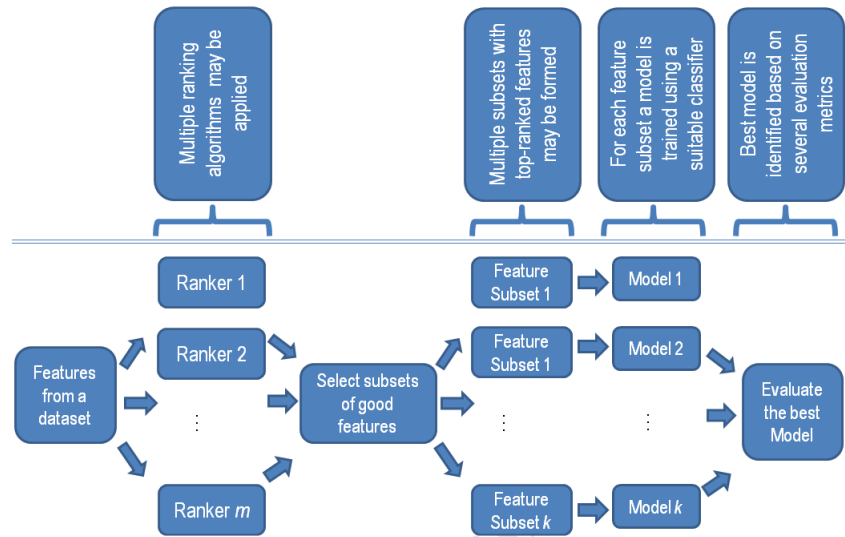 Multiple ranking
algorithms may be
applied
Multiple subsets with
top-ranked features
may be formed
For each feature
subset a model is
trained using a
suitable classifier
Best model is
identified based on
several evaluation
metrics
Ranker 1
Feature
Subset 1
Model 1
Ranker 2
Feature
Subset 1
Model 2
Features
from a
dataset
Select subsets
of good
features
Evaluate
the best
Model
⋮
⋮
⋮
Ranker m
Feature
Subset k
Model k